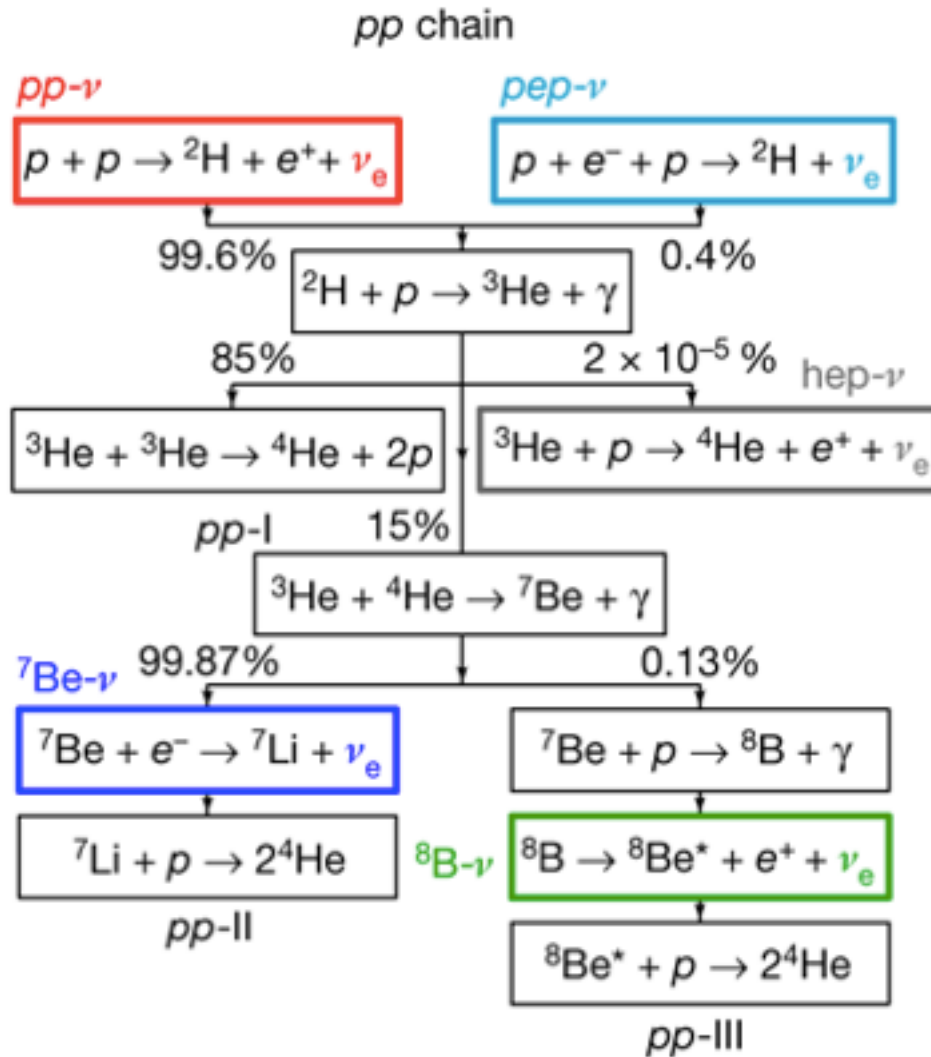 pp chain
pp-ν pep-ν
p + p → ²H + e⁺ + νₑ p + e⁻ + p → ²H + νₑ
99.6% 0.4%
²H + p → ³He + γ
85% 2 × 10⁻⁵ %
hep-ν
³He + ³He → ⁴He + 2p ³He + p → ⁴He + e⁺ + νₑ
pp-I 15%
³He + ⁴He → ⁷Be + γ
⁷Be-ν 99.87% 0.13%
⁷Be + e⁻ → ⁷Li + νₑ ⁷Be + p → ⁸B + γ
⁷Li + p → 2⁴He ⁸B-ν ⁸B → ⁸Be* + e⁺ + νₑ
pp-II
⁸Be* + p → 2⁴He
pp-III